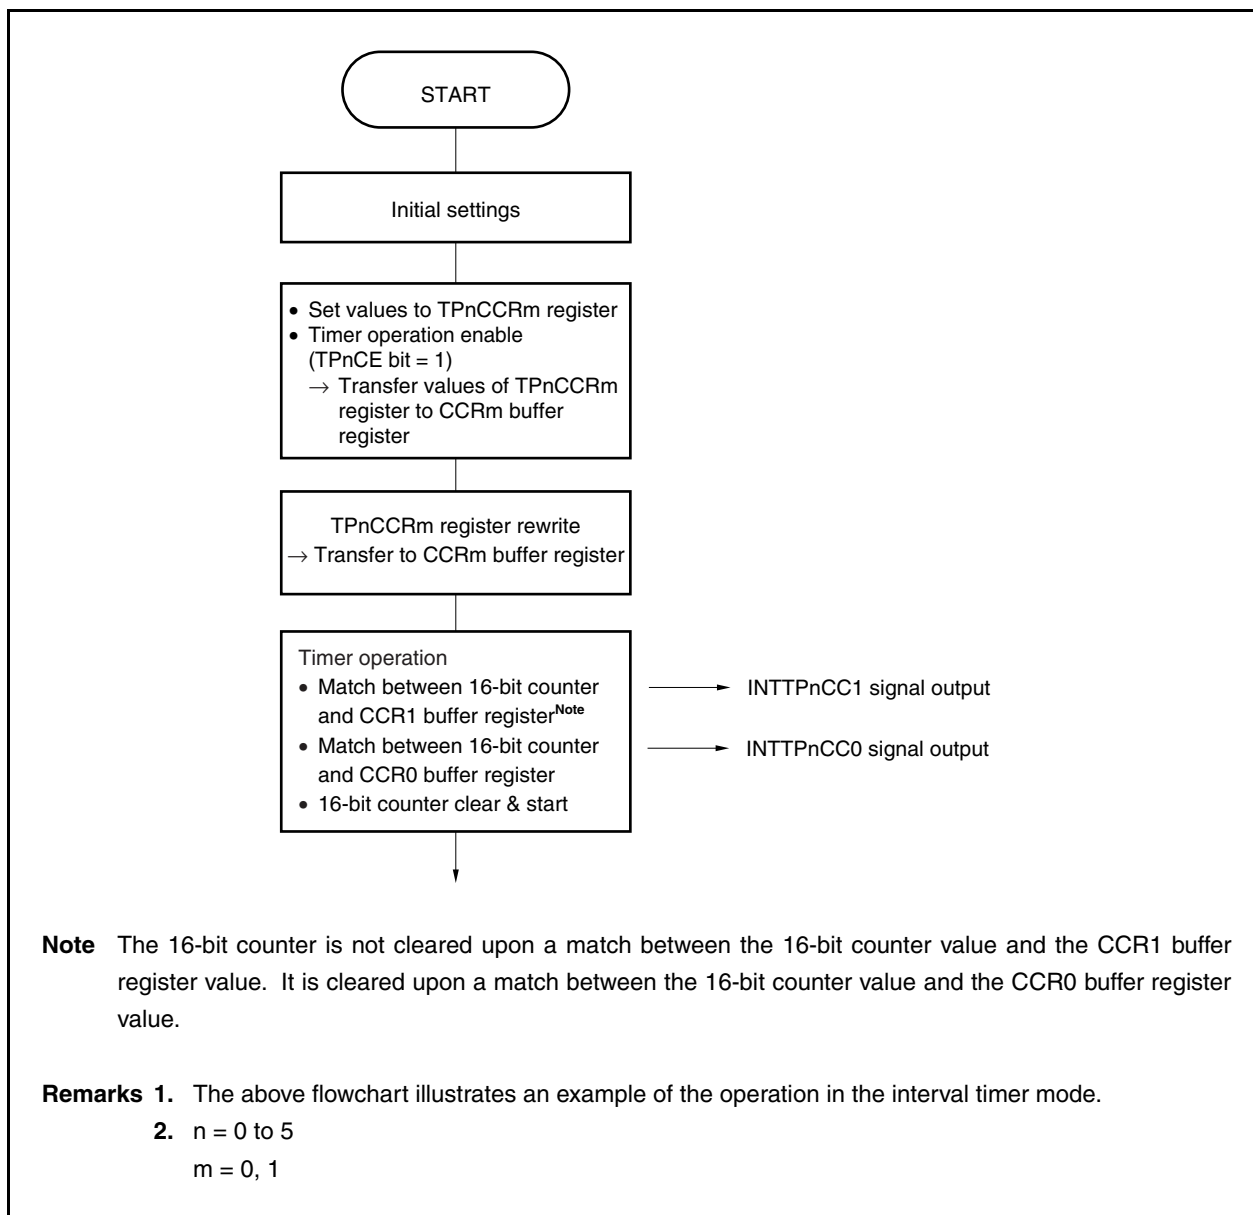 START
Initial settings
• Set values to TPnCCRm register
• Timer operation enable
(TPnCE bit = 1)
→ Transfer values of TPnCCRm
register to CCRm buffer
register
TPnCCRm register rewrite
→ Transfer to CCRm buffer register
Timer operation
• Match between 16-bit counter
and CCR1 buffer registerNote
INTTPnCC1 signal output
• Match between 16-bit counter
and CCR0 buffer register
INTTPnCC0 signal output
• 16-bit counter clear & start
Note The 16-bit counter is not cleared upon a match between the 16-bit counter value and the CCR1 buffer
register value. It is cleared upon a match between the 16-bit counter value and the CCR0 buffer register
value.
Remarks 1. The above flowchart illustrates an example of the operation in the interval timer mode.
2. n = 0 to 5
m = 0, 1